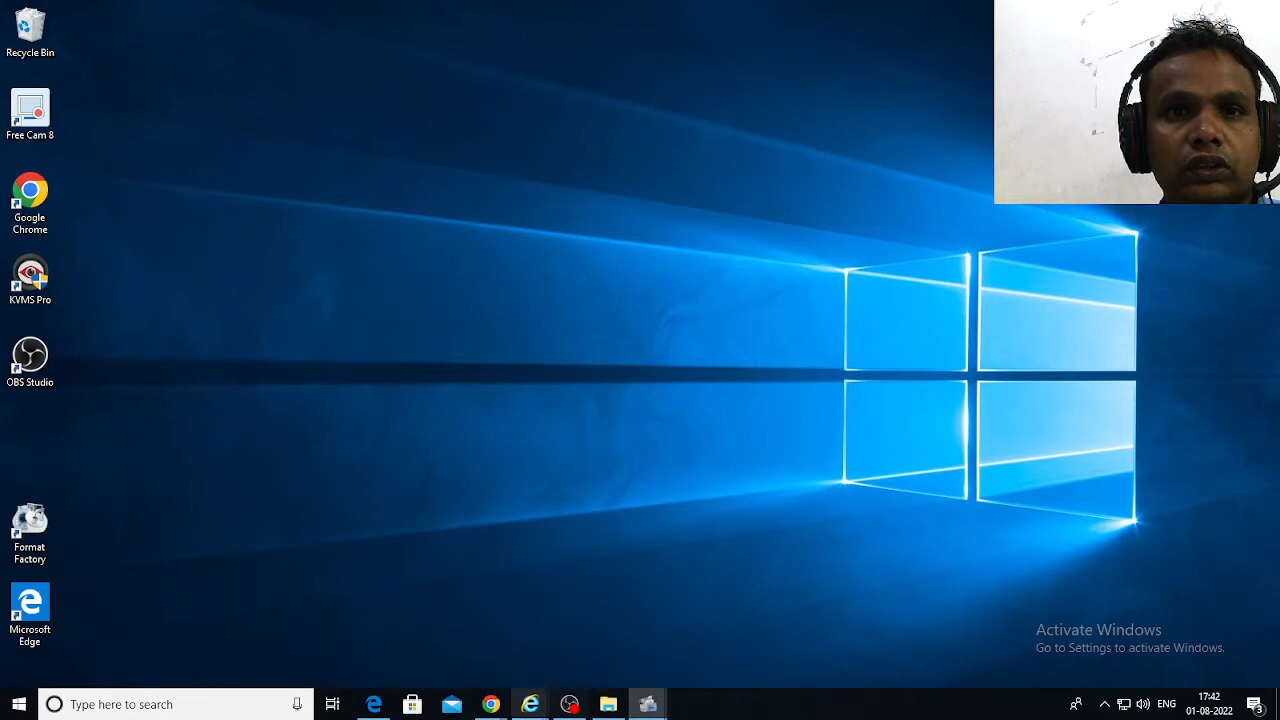 Recycle Bin
Free Cam 8
Google
Chrome
KVMS Pro
OBS Studio
Format
Factory
Microsoft
Edge
Activate Windows
Go to Settings to activate Windows.
Type here to search
ENG
17:42
01-08-2022
3